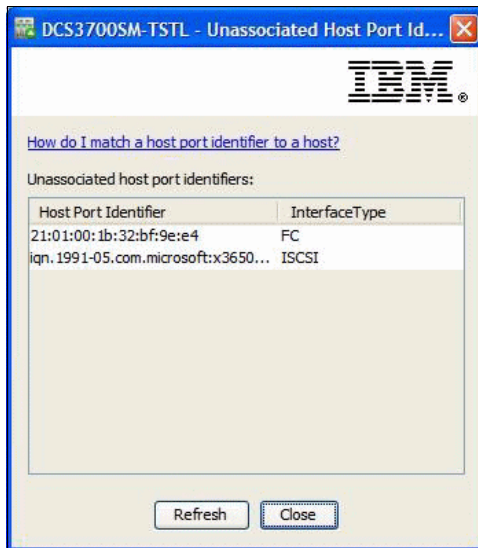 DCS3700SM-TSTL - Unassociated Host Port Id...
IBM®
How do I match a host port identifier to a host?
Unassociated host port identifiers:
Host Port Identifier InterfaceType
21:01:00:1b:32:bf:9e:e4 FC
iqn.1991-05.com.microsoft:x3650... ISCSI
Refresh Close